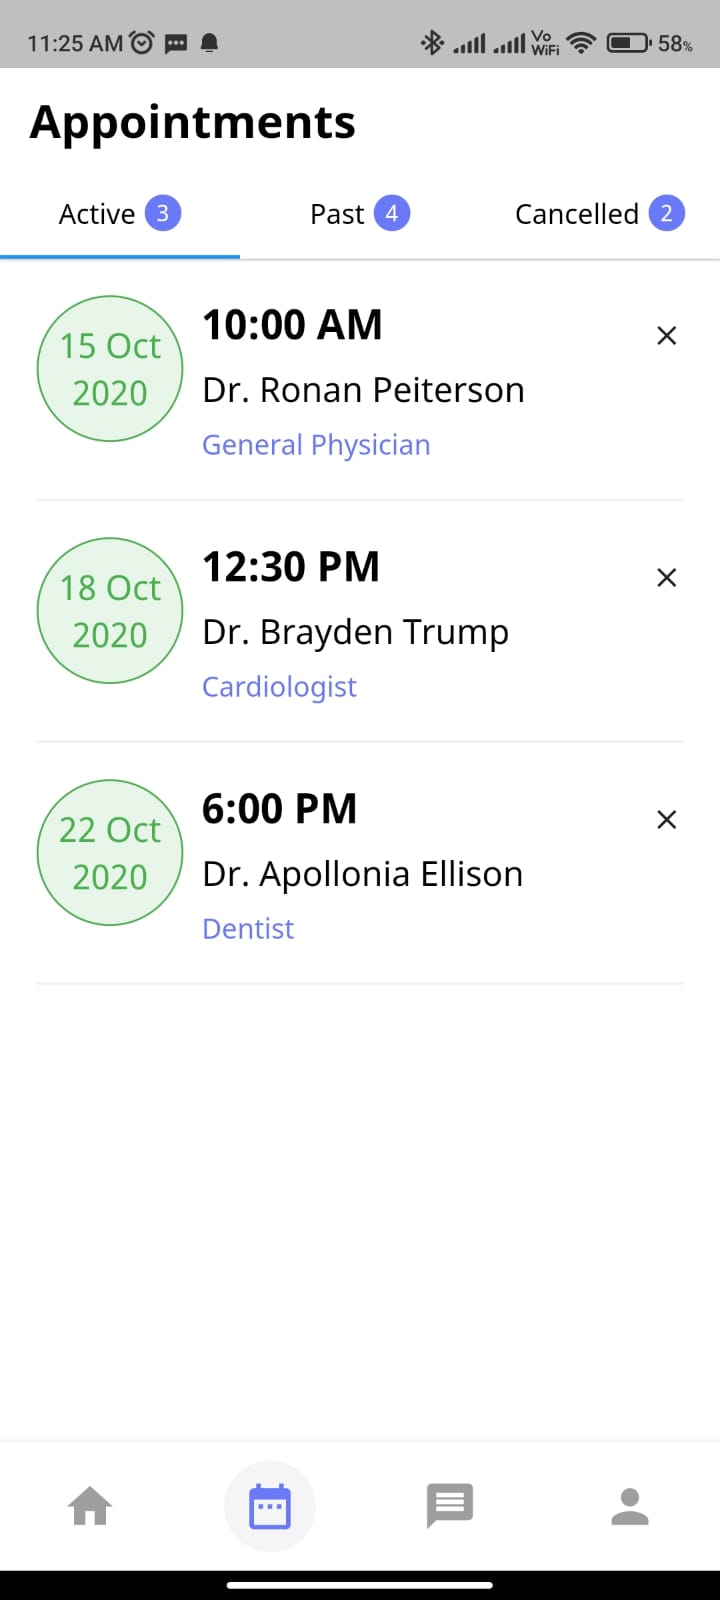 11:25 AM
Vo WiFi 58%
Appointments
Active 3 Past 4 Cancelled 2
15 Oct 2020
10:00 AM
Dr. Ronan Peiterson
General Physician
18 Oct 2020
12:30 PM
Dr. Brayden Trump
Cardiologist
22 Oct 2020
6:00 PM
Dr. Apollonia Ellison
Dentist